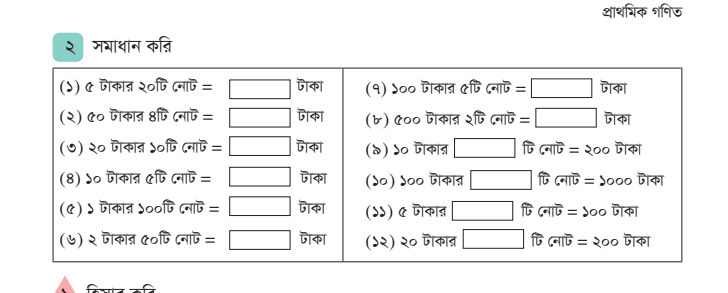 প্রাথমিক গণিত
২ সমাধান করি
(১) ৫ টাকার ২০টি নোট = টাকা
(২) ৫০ টাকার ৪টি নোট = টাকা
(৩) ২০ টাকার ১০টি নোট = টাকা
(৪) ১০ টাকার ৫টি নোট = টাকা
(৫) ১ টাকার ১০০টি নোট = টাকা
(৬) ২ টাকার ৫০টি নোট = টাকা
(৭) ১০০ টাকার ৫টি নোট = টাকা
(৮) ৫০০ টাকার ২টি নোট = টাকা
(৯) ১০ টাকার টি নোট = ২০০ টাকা
(১০) ১০০ টাকার টি নোট = ১০০০ টাকা
(১১) ৫ টাকার টি নোট = ১০০ টাকা
(১২) ২০ টাকার টি নোট = ২০০ টাকা